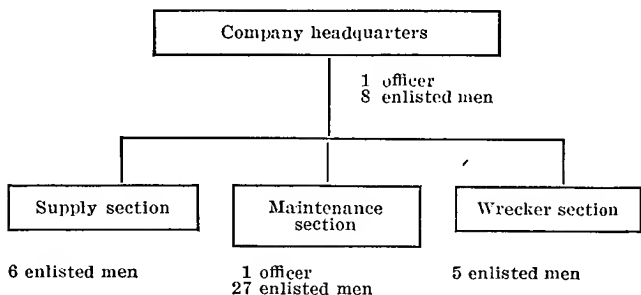 Company headquarters
1 officer
8 enlisted men
Supply section
Maintenance
section
Wrecker section
6 enlisted men
1 officer
27 enlisted men
5 enlisted men